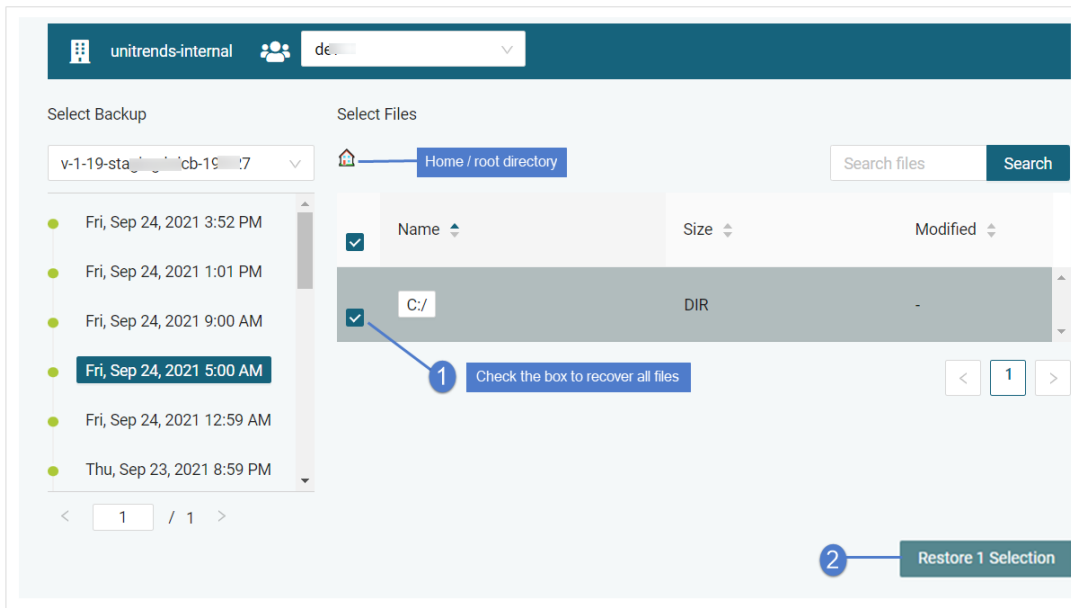 unitrends-internal
Select Backup
Select Files
Home / root directory
Search files
Search
Fri, Sep 24, 2021 3:52 PM
Fri, Sep 24, 2021 1:01 PM
Fri, Sep 24, 2021 9:00 AM
Fri, Sep 24, 2021 5:00 AM
Fri, Sep 24, 2021 12:59 AM
Thu, Sep 23, 2021 8:59 PM
< 1 / 1 >
Name
Size
Modified
C:/
DIR
-
1 Check the box to recover all files
< 1 >
2 Restore 1 Selection